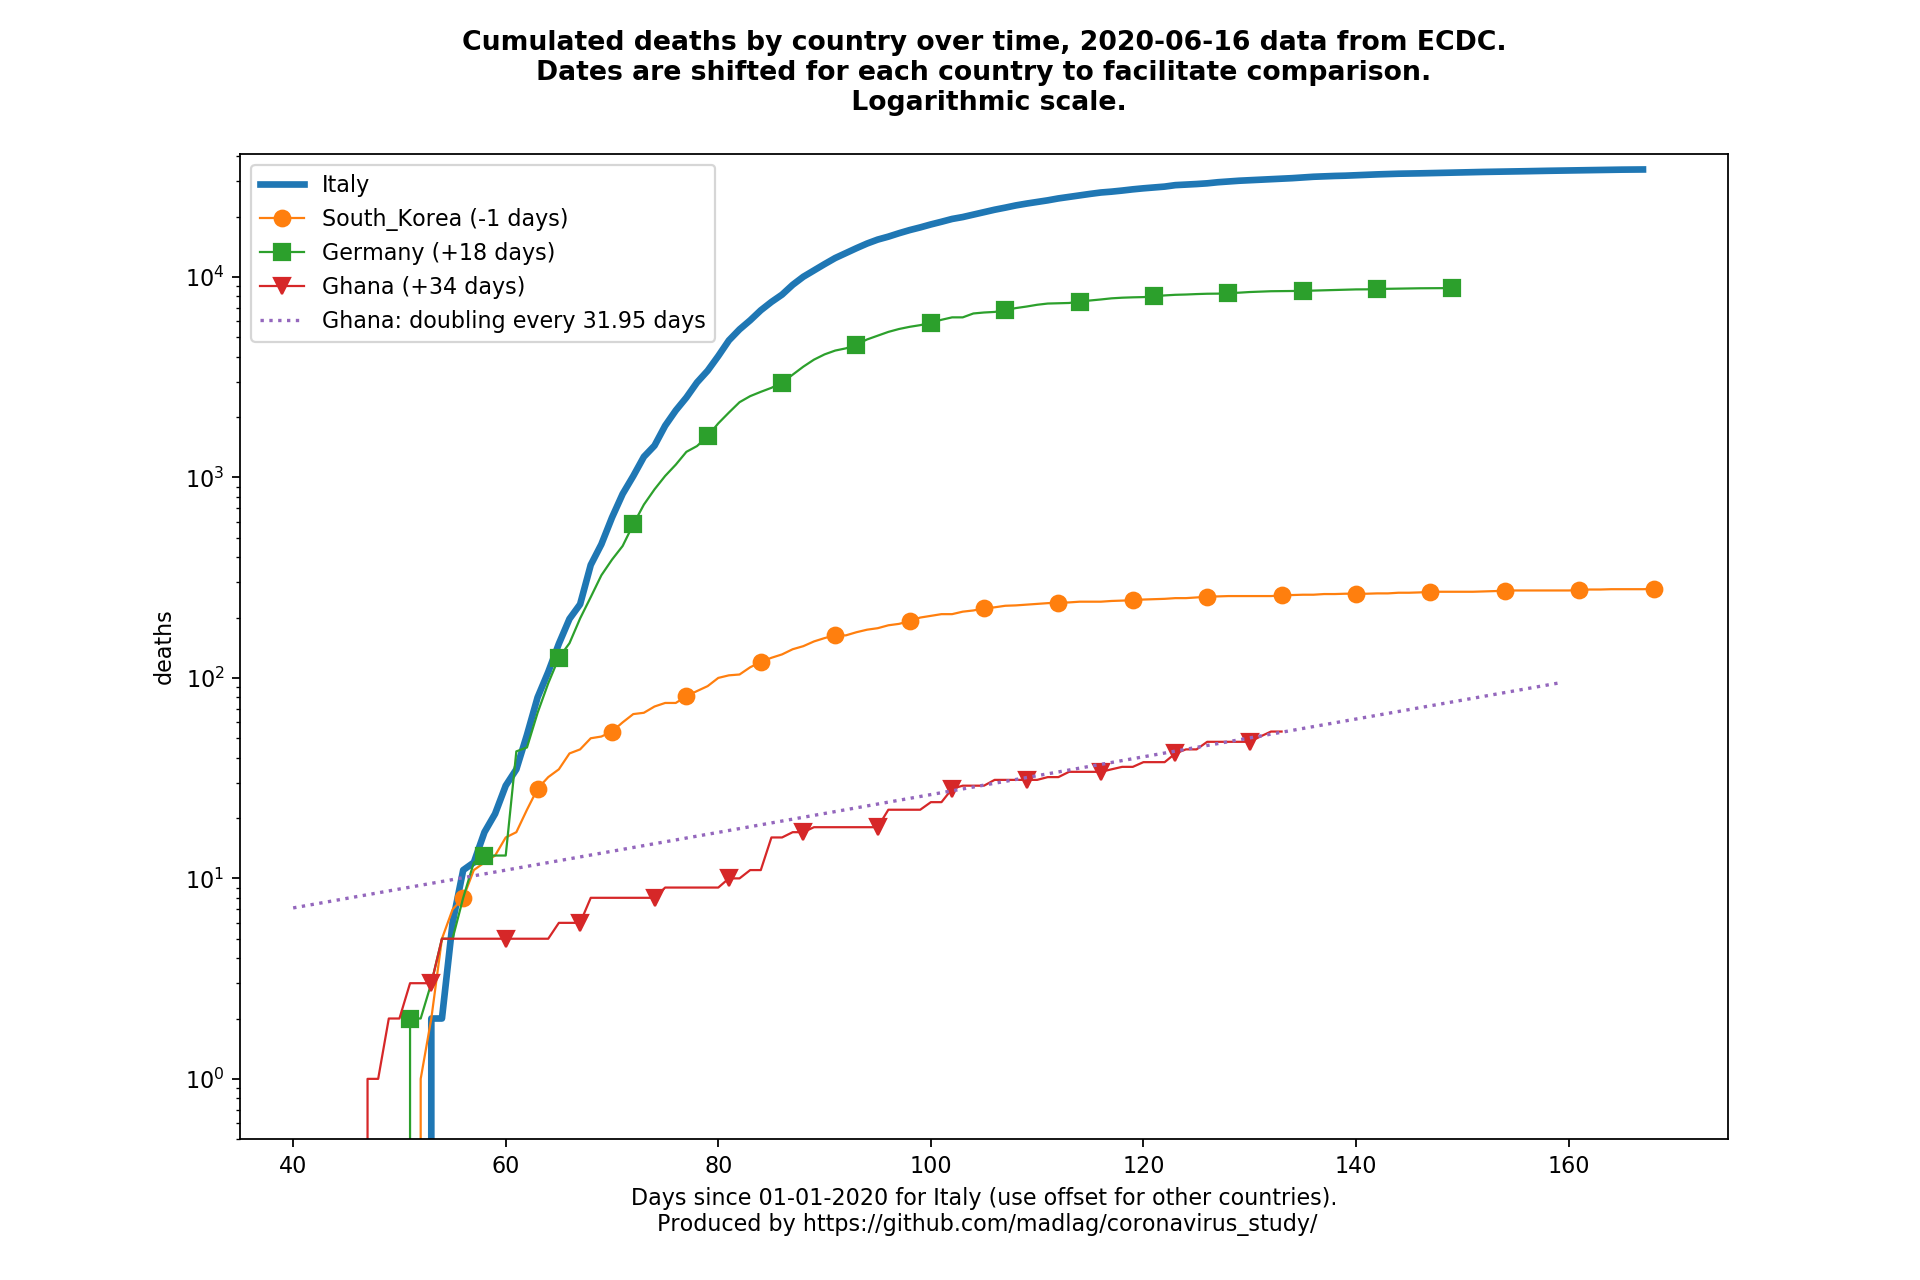 Cumulated deaths by country over time, 2020-06-16 data from ECDC.
Dates are shifted for each country to facilitate comparison.
Logarithmic scale.
Italy
South_Korea (-1 days)
Germany (+18 days)
Ghana (+34 days)
Ghana: doubling every 31.95 days
deaths
10⁴
10³
10²
10¹
10⁰
40 60 80 100 120 140 160
Days since 01-01-2020 for Italy (use offset for other countries).
Produced by https://github.com/madlag/coronavirus_study/